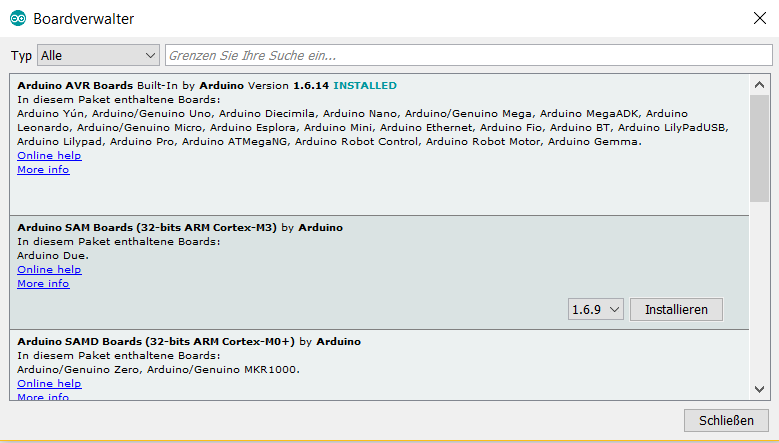 Boardverwalter
Typ Alle Grenzen Sie Ihre Suche ein...
Arduino AVR Boards Built-In by Arduino Version 1.6.14 INSTALLED
In diesem Paket enthaltene Boards:
Arduino Yún, Arduino/Genuino Uno, Arduino Diecimila, Arduino Nano, Arduino/Genuino Mega, Arduino MegaADK, Arduino
Leonardo, Arduino/Genuino Micro, Arduino Esplora, Arduino Mini, Arduino Ethernet, Arduino Fio, Arduino BT, Arduino LilyPadUSB,
Arduino Lilypad, Arduino Pro, Arduino ATMegaNG, Arduino Robot Control, Arduino Robot Motor, Arduino Gemma.
Online help
More info
Arduino SAM Boards (32-bits ARM Cortex-M3) by Arduino
In diesem Paket enthaltene Boards:
Arduino Due.
Online help
More info
1.6.9 Installieren
Arduino SAMD Boards (32-bits ARM Cortex-M0+) by Arduino
In diesem Paket enthaltene Boards:
Arduino/Genuino Zero, Arduino/Genuino MKR1000.
Online help
More info
Schließen